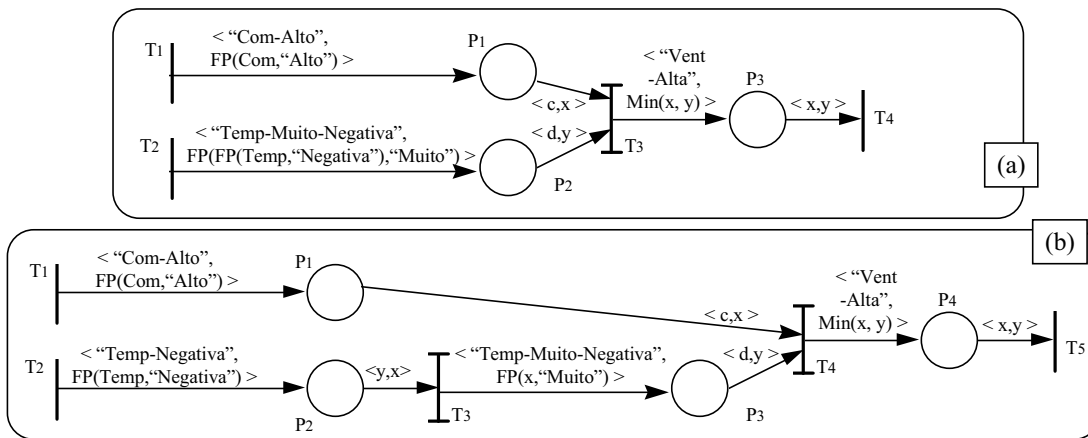 < “Com-Alto”,
FP(Com,“Alto”) >
T1
P1
< “Vent
-Alta”,
Min(x, y) >
P3
< c,x >
< x,y >
T4
< “Temp-Muito-Negativa”,
FP(FP(Temp,“Negativa”),“Muito”) >
T2
< d,y >
T3
P2
(a)
(b)
< “Com-Alto”,
FP(Com,“Alto”) >
T1
P1
< “Vent
-Alta”,
Min(x, y) >
P4
< c,x >
< x,y >
T5
< “Temp-Negativa”,
FP(Temp,“Negativa”) >
T2
<y,x>
< “Temp-Muito-Negativa”,
FP(x,“Muito”) >
< d,y >
T4
P2
T3
P3